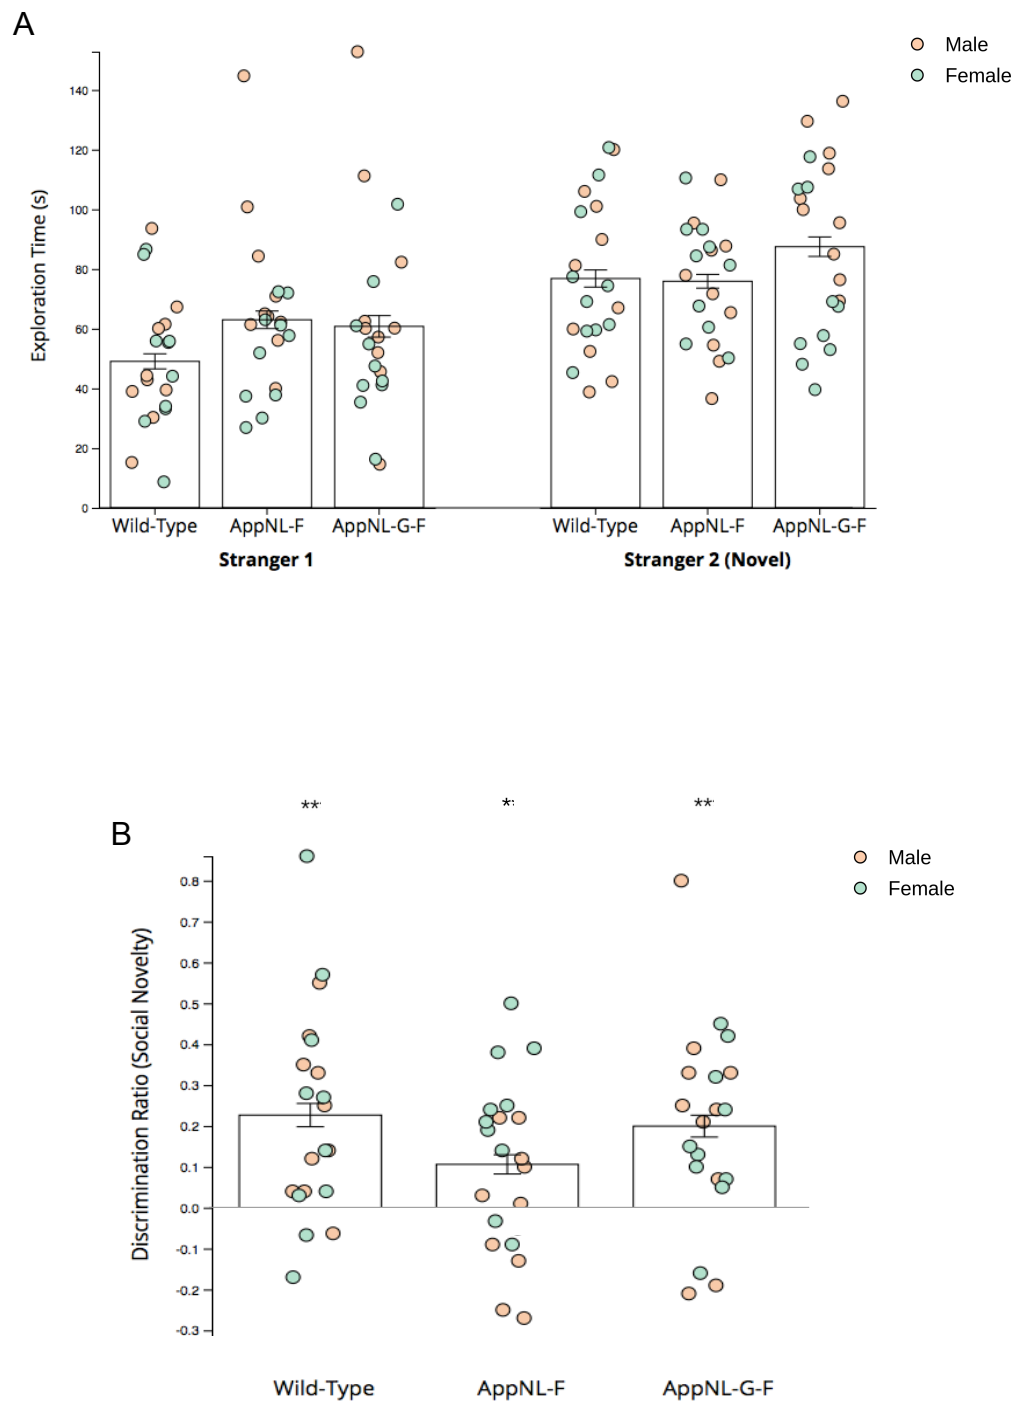 A
Male
Female
Exploration Time (s)
140
120
100
80
60
40
20
0
Wild-Type AppNL-F AppNL-G-F Wild-Type AppNL-F AppNL-G-F
Stranger 1 Stranger 2 (Novel)
** * **
B
Male
Female
Discrimination Ratio (Social Novelty)
0.8
0.7
0.6
0.5
0.4
0.3
0.2
0.1
0.0
-0.1
-0.2
-0.3
Wild-Type AppNL-F AppNL-G-F